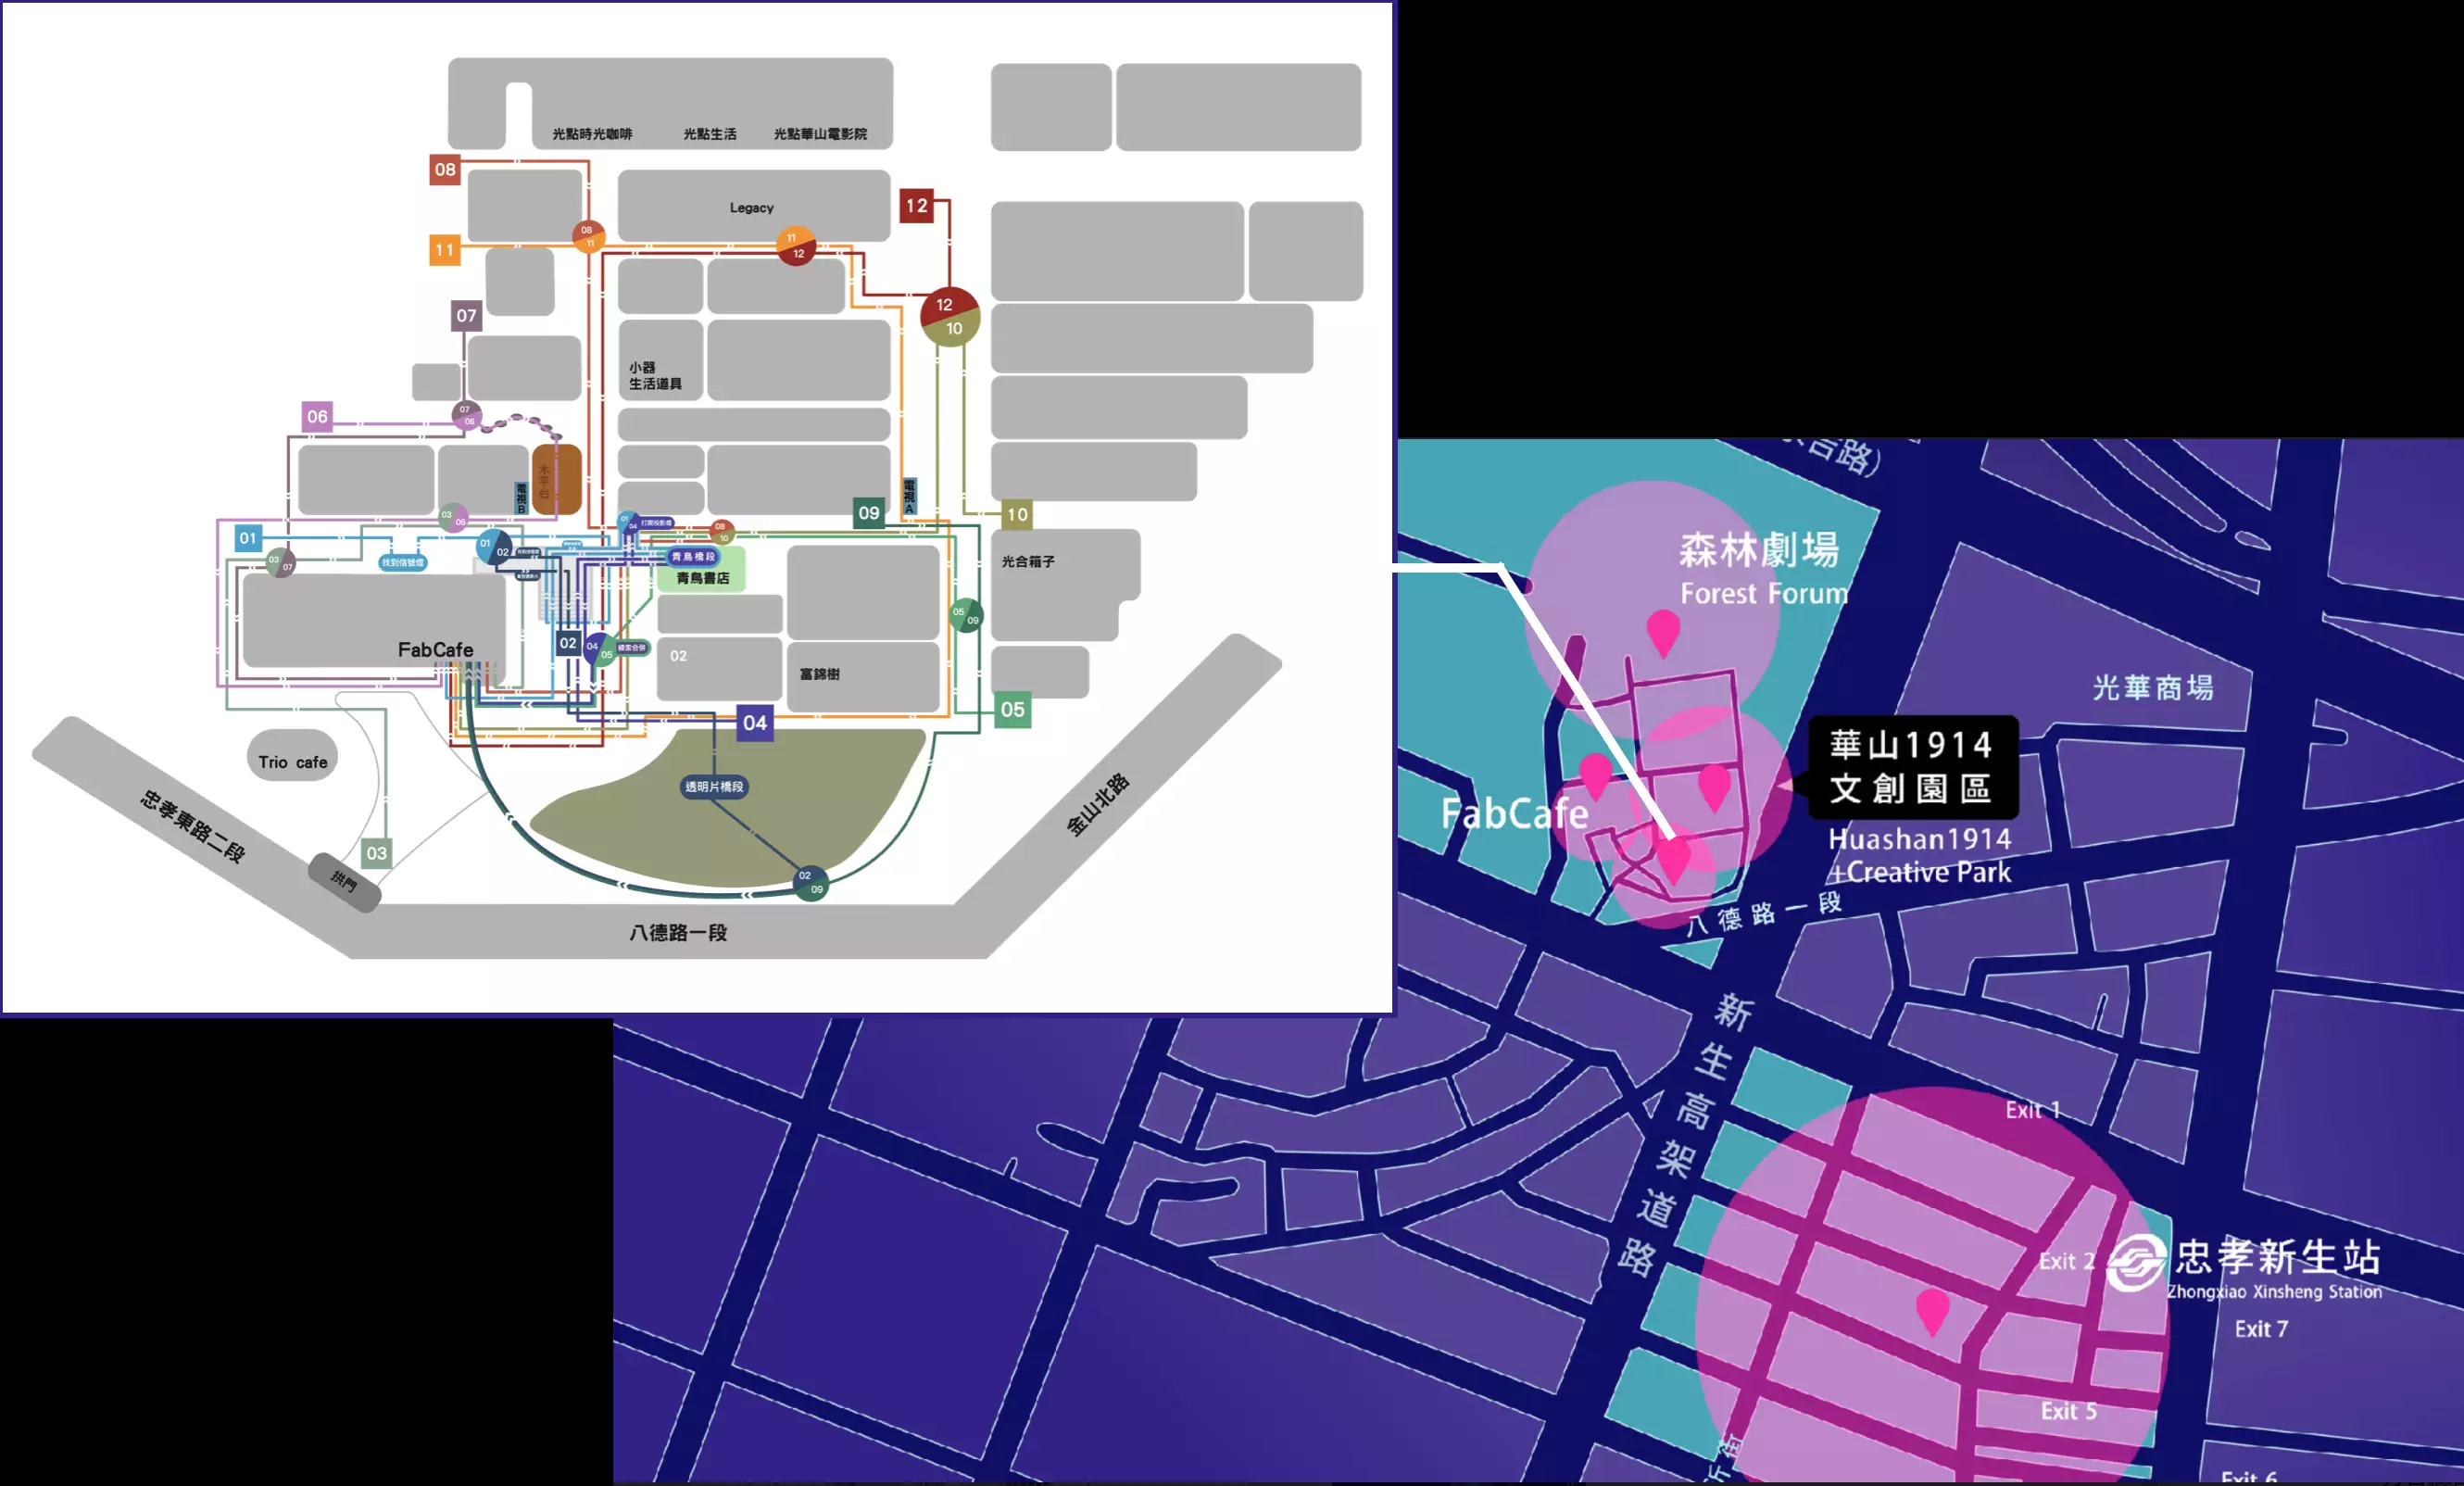 光點時光咖啡 光點生活 光點華山電影院
08
Legacy
12
08
11
11
11
12
07
12
10
小器
生活道具
06
07
06
木平台
電視B
電視A
09
10
03
06
01
04
打開投影燈
08
10
01
01
02
找到信號燈
03
07
青鳥橋段
青鳥書店
光合箱子
05
09
02
04
05
線索合併
02
FabCafe
富錦樹
04
05
Trio cafe
透明片橋段
忠孝東路二段
金山北路
03
拱門
02
09
八德路一段
森林劇場
Forest Forum
光華商場
華山1914
文創園區
FabCafe
Huashan1914
+Creative Park
八德路一段
新生高架道路
Exit 1
Exit 2
忠孝新生站
Zhongxiao Xinsheng Station
Exit 7
Exit 5
Exit 6